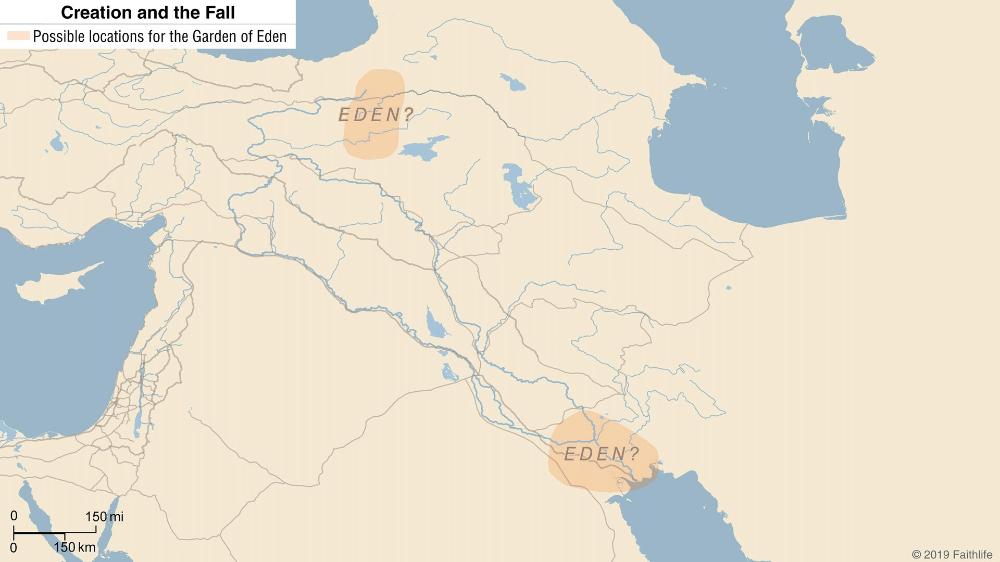 Creation and the Fall
Possible locations for the Garden of Eden
EDEN?
EDEN?
0 150 mi
0 150 km
© 2019 Faithlife